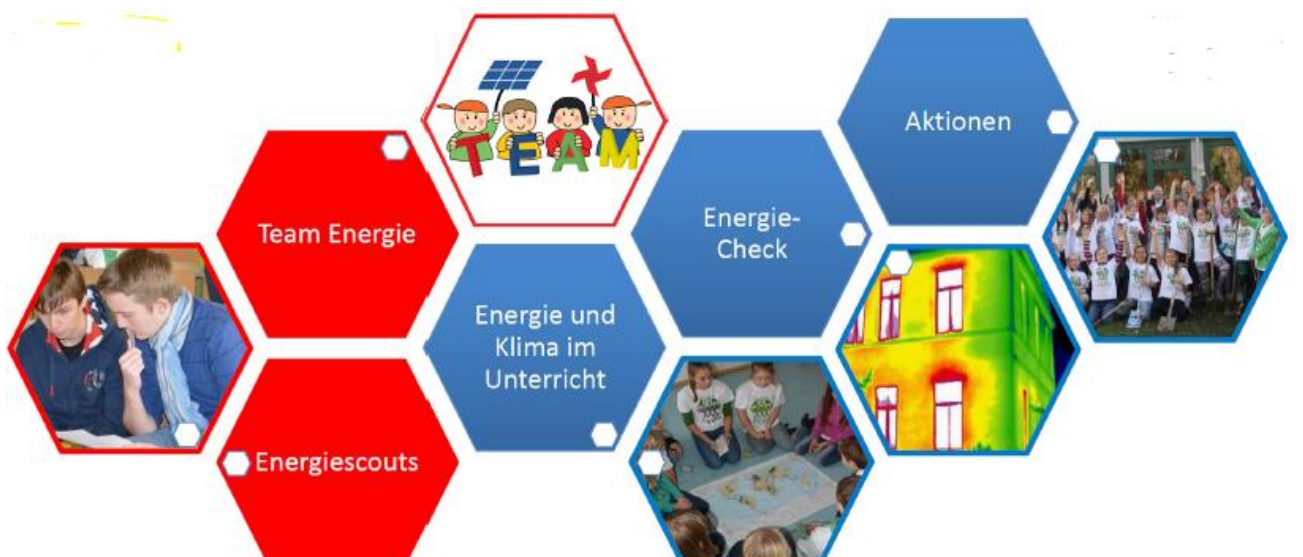 TEAM
Aktionen
Team Energie
Energie-
Check
Energie und
Klima im
Unterricht
Energiescouts